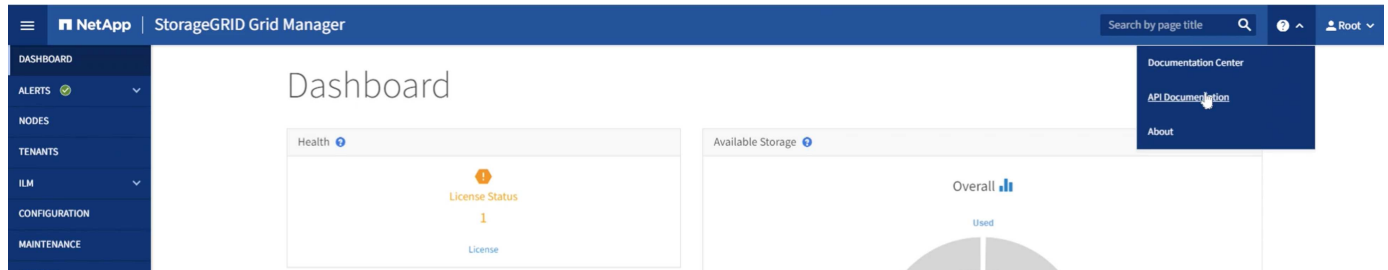 NetApp | StorageGRID Grid Manager
Search by page title
Root
DASHBOARD
ALERTS
NODES
TENANTS
ILM
CONFIGURATION
MAINTENANCE
Documentation Center
API Documentation
About
Dashboard
Health
License Status
1
License
Available Storage
Overall
Used